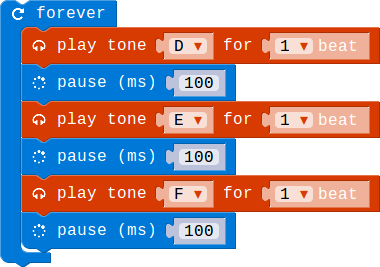 forever
play tone D ▼ for 1 ▼ beat
pause (ms) 100
play tone E ▼ for 1 ▼ beat
pause (ms) 100
play tone F ▼ for 1 ▼ beat
pause (ms) 100